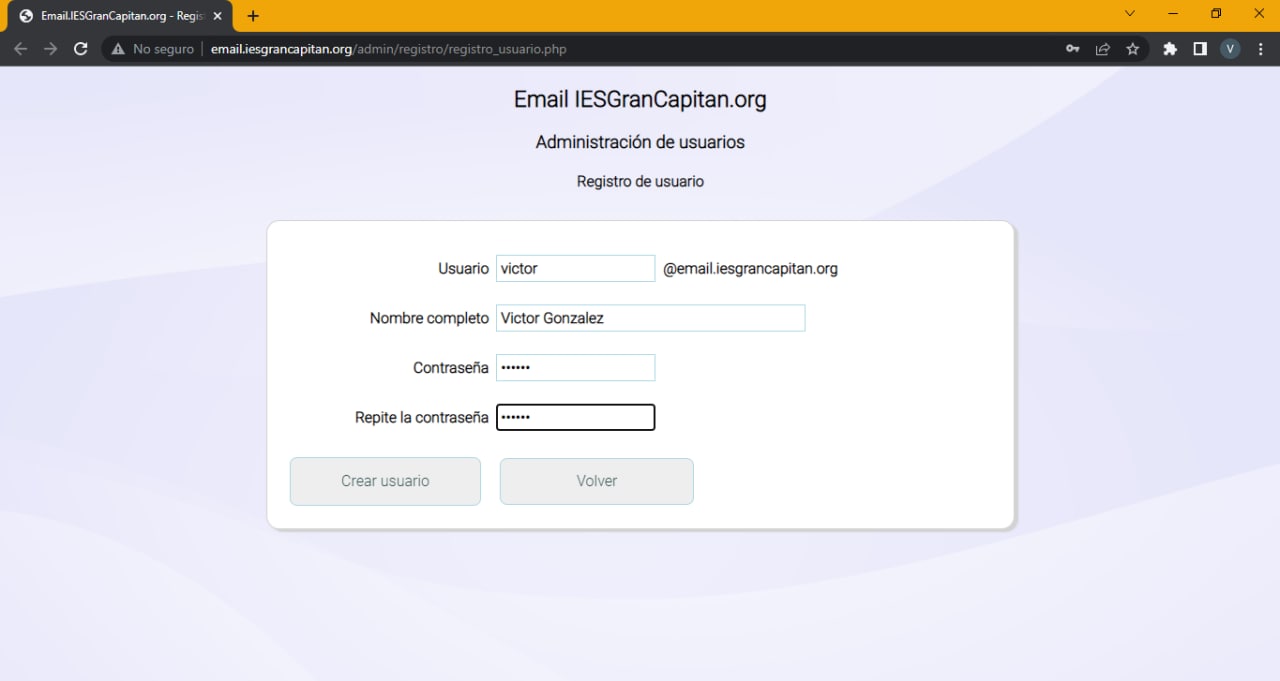 Email.IESGranCapitan.org - Regis
No seguro
email.iesgrancapitan.org/admin/registro/registro_usuario.php
V
Email IESGranCapitan.org
Administración de usuarios
Registro de usuario
Usuario victor @email.iesgrancapitan.org
Nombre completo Victor Gonzalez
Contraseña ••••••
Repite la contraseña ••••••
Crear usuario Volver